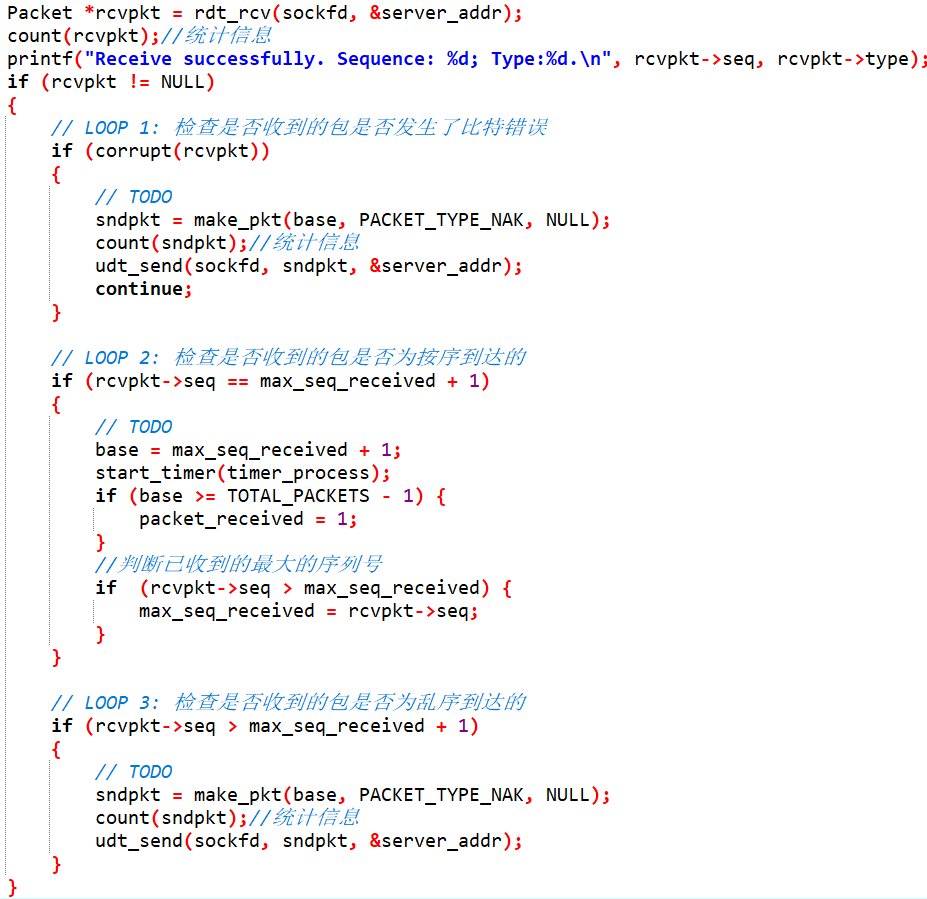 Packet *rcvpkt = rdt_rcv(sockfd, &server_addr);
count(rcvpkt);//统计信息
printf("Receive successfully. Sequence: %d; Type:%d.\n", rcvpkt->seq, rcvpkt->type);
if (rcvpkt != NULL)
{
    // LOOP 1: 检查是否收到的包是否发生了比特错误
    if (corrupt(rcvpkt))
    {
        // TODO
        sndpkt = make_pkt(base, PACKET_TYPE_NAK, NULL);
        count(sndpkt);//统计信息
        udt_send(sockfd, sndpkt, &server_addr);
        continue;
    }

    // LOOP 2: 检查是否收到的包是否为按序到达的
    if (rcvpkt->seq == max_seq_received + 1)
    {
        // TODO
        base = max_seq_received + 1;
        start_timer(timer_process);
        if (base >= TOTAL_PACKETS - 1) {
            packet_received = 1;
        }
        //判断已收到的最大的序列号
        if  (rcvpkt->seq > max_seq_received) {
            max_seq_received = rcvpkt->seq;
        }
    }

    // LOOP 3: 检查是否收到的包是否为乱序到达的
    if (rcvpkt->seq > max_seq_received + 1)
    {
        // TODO
        sndpkt = make_pkt(base, PACKET_TYPE_NAK, NULL);
        count(sndpkt);//统计信息
        udt_send(sockfd, sndpkt, &server_addr);
    }
}